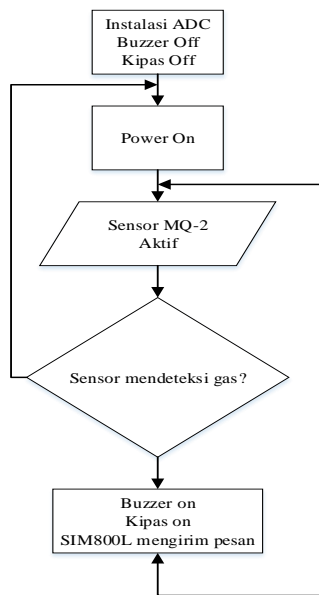 Instalasi ADC
Buzzer Off
Kipas Off
Power On
Sensor MQ-2
Aktif
Sensor mendeteksi gas?
Buzzer on
Kipas on
SIM800L mengirim pesan